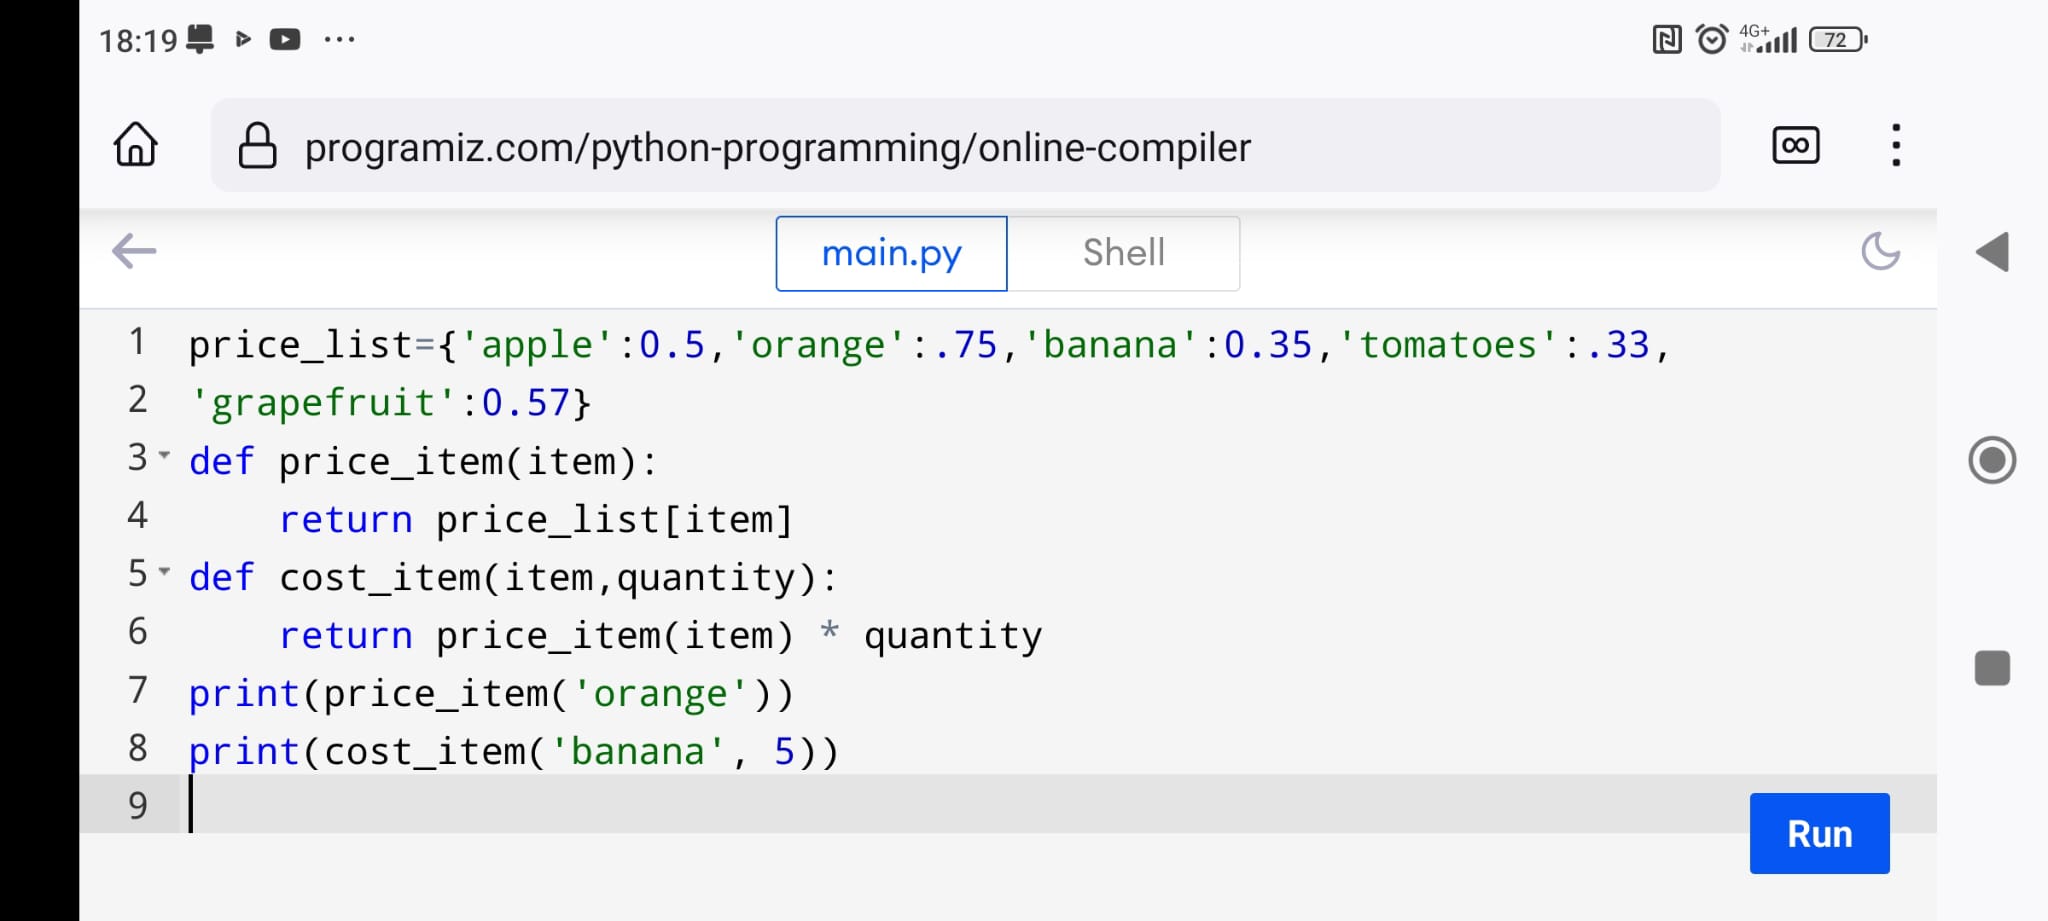 18:19 ...
4G+ 72
programiz.com/python-programming/online-compiler
main.py Shell
1 price_list={'apple':0.5,'orange':.75,'banana':0.35,'tomatoes':.33,
2 'grapefruit':0.57}
3 def price_item(item):
4     return price_list[item]
5 def cost_item(item,quantity):
6     return price_item(item) * quantity
7 print(price_item('orange'))
8 print(cost_item('banana', 5))
9
Run